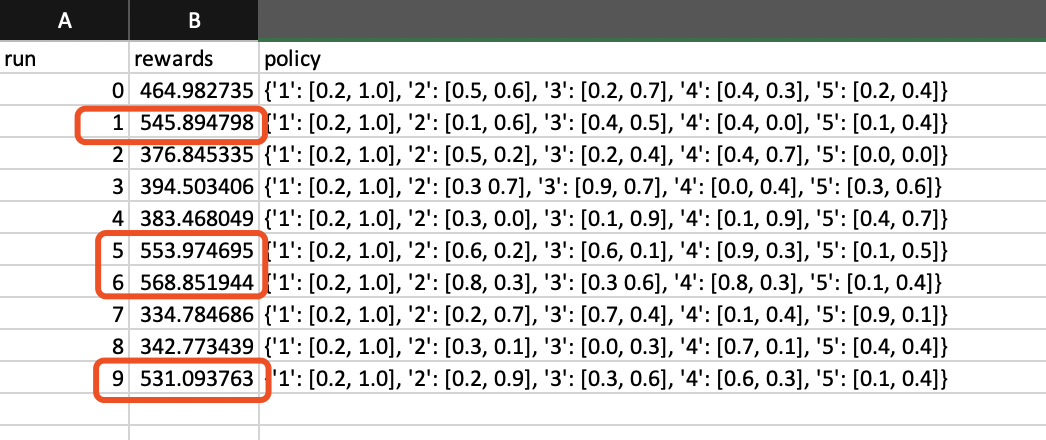 A B
run rewards policy
0 464.982735 {'1': [0.2, 1.0], '2': [0.5, 0.6], '3': [0.2, 0.7], '4': [0.4, 0.3], '5': [0.2, 0.4]}
1 545.894798 {'1': [0.2, 1.0], '2': [0.1, 0.6], '3': [0.4, 0.5], '4': [0.4, 0.0], '5': [0.1, 0.4]}
2 376.845335 {'1': [0.2, 1.0], '2': [0.5, 0.2], '3': [0.2, 0.4], '4': [0.4, 0.7], '5': [0.0, 0.0]}
3 394.503406 {'1': [0.2, 1.0], '2': [0.3 0.7], '3': [0.9, 0.7], '4': [0.0, 0.4], '5': [0.3, 0.6]}
4 383.468049 {'1': [0.2, 1.0], '2': [0.3, 0.0], '3': [0.1, 0.9], '4': [0.1, 0.9], '5': [0.4, 0.7]}
5 553.974695 {'1': [0.2, 1.0], '2': [0.6, 0.2], '3': [0.6, 0.1], '4': [0.9, 0.3], '5': [0.1, 0.5]}
6 568.851944 {'1': [0.2, 1.0], '2': [0.8, 0.3], '3': [0.3 0.6], '4': [0.8, 0.3], '5': [0.1, 0.4]}
7 334.784686 {'1': [0.2, 1.0], '2': [0.2, 0.7], '3': [0.7, 0.4], '4': [0.1, 0.4], '5': [0.9, 0.1]}
8 342.773439 {'1': [0.2, 1.0], '2': [0.3, 0.1], '3': [0.0, 0.3], '4': [0.7, 0.1], '5': [0.4, 0.4]}
9 531.093763 {'1': [0.2, 1.0], '2': [0.2, 0.9], '3': [0.3, 0.6], '4': [0.6, 0.3], '5': [0.1, 0.4]}